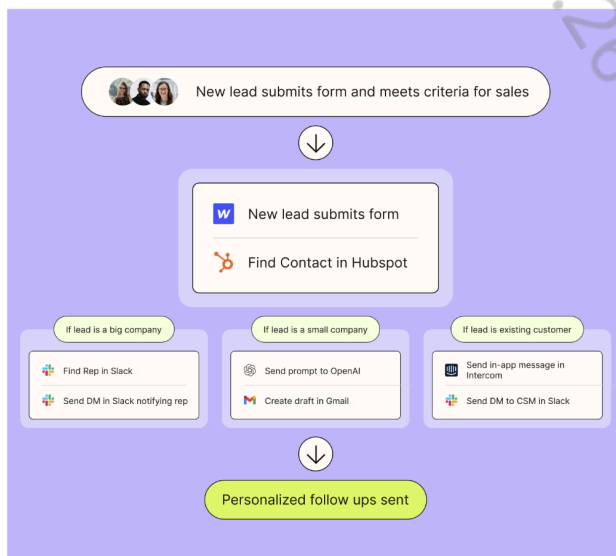 New lead submits form and meets criteria for sales
New lead submits form
Find Contact in Hubspot
If lead is a big company
Find Rep in Slack
Send DM in Slack notifying rep
If lead is a small company
Send prompt to OpenAI
Create draft in Gmail
If lead is existing customer
Send in-app message in
Intercom
Send DM to CSM in Slack
Personalized follow ups sent